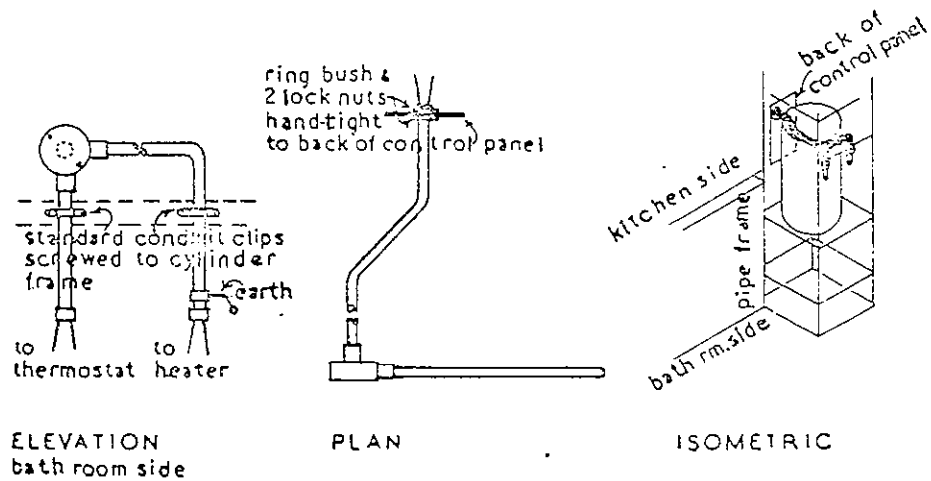 ring bush &
2 lock nuts
hand-tight
to back of control panel
back of
control panel
kitchen side
pipe frame
bath rm. side
standard conduit clips
screwed to cylinder
frame
earth
to
thermostat
to
heater
ELEVATION
bath room side
PLAN
ISOMETRIC